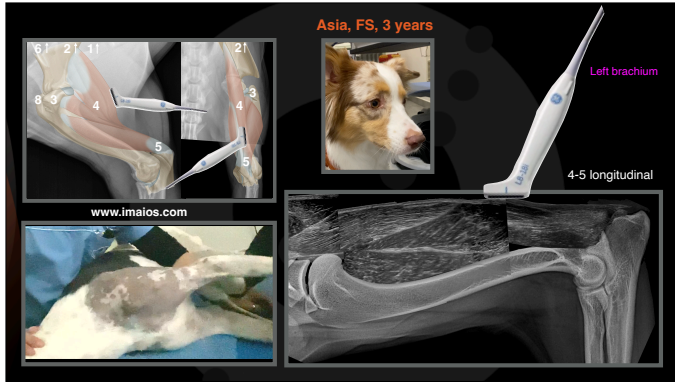 Asia, FS, 3 years
6↑ 2↑ 1↑
2↑
8 3
4
5
3
4
5
Left brachium
4-5 longitudinal
www.imaios.com